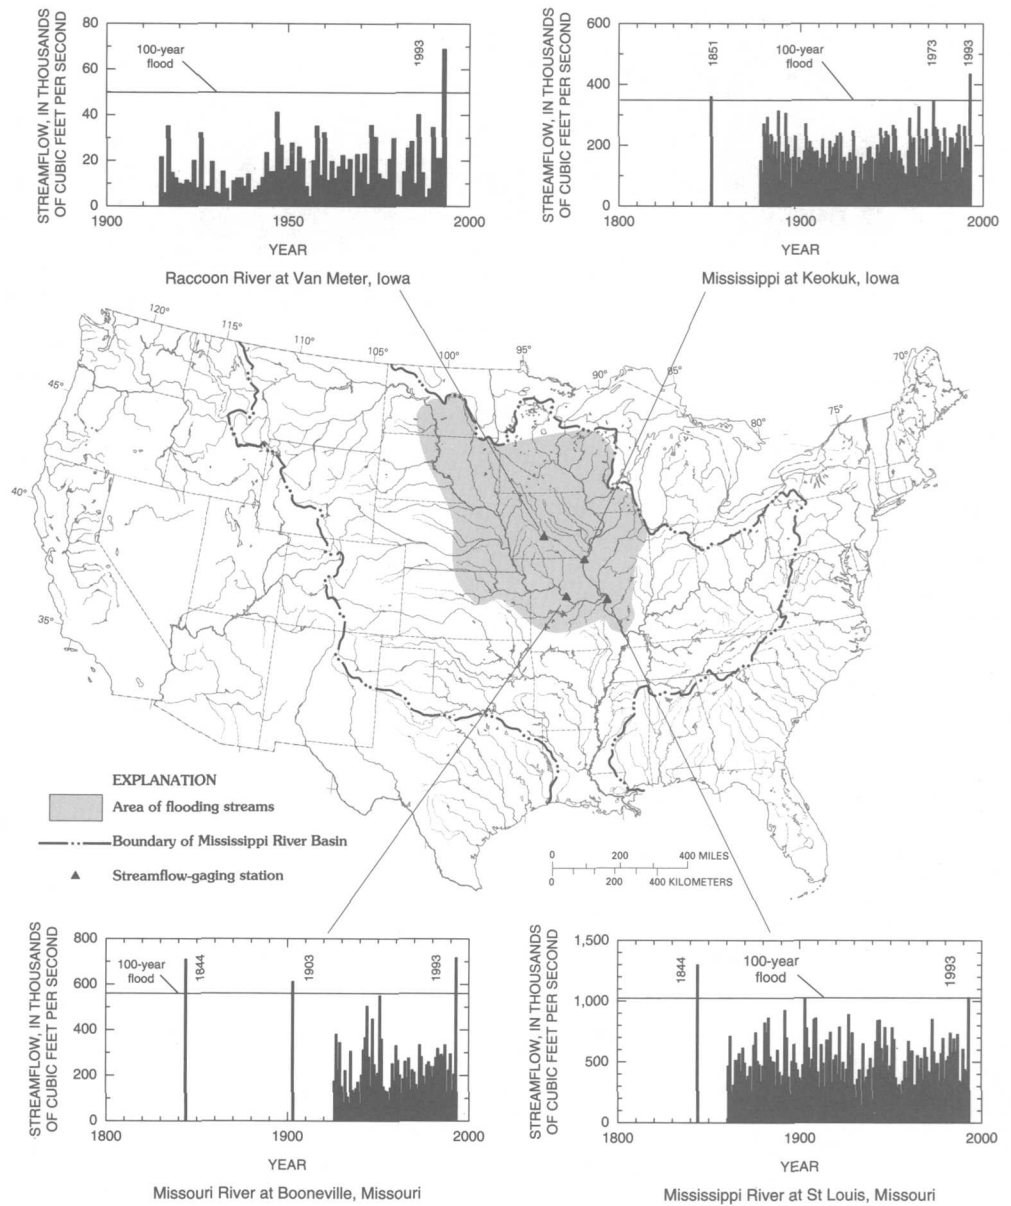 STREAMFLOW, IN THOUSANDS
OF CUBIC FEET PER SECOND
80
60
40
20
0
100-year
flood
1993
1900
1950
2000
YEAR
Raccoon River at Van Meter, Iowa
STREAMFLOW, IN THOUSANDS
OF CUBIC FEET PER SECOND
600
400
200
0
1851
100-year
flood
1973
1993
1800
1900
2000
YEAR
Mississippi at Keokuk, Iowa
120°
115°
110°
105°
100°
95°
90°
85°
80°
75°
70°
45°
40°
35°
EXPLANATION
Area of flooding streams
Boundary of Mississippi River Basin
Streamflow-gaging station
0 200 400 MILES
0 200 400 KILOMETERS
STREAMFLOW, IN THOUSANDS
OF CUBIC FEET PER SECOND
800
600
400
200
0
100-year
flood
1844
1903
1993
1800
1900
2000
YEAR
Missouri River at Booneville, Missouri
STREAMFLOW, IN THOUSANDS
OF CUBIC FEET PER SECOND
1,500
1,000
500
0
1844
100-year
flood
1993
1800
1900
2000
YEAR
Mississippi River at St Louis, Missouri